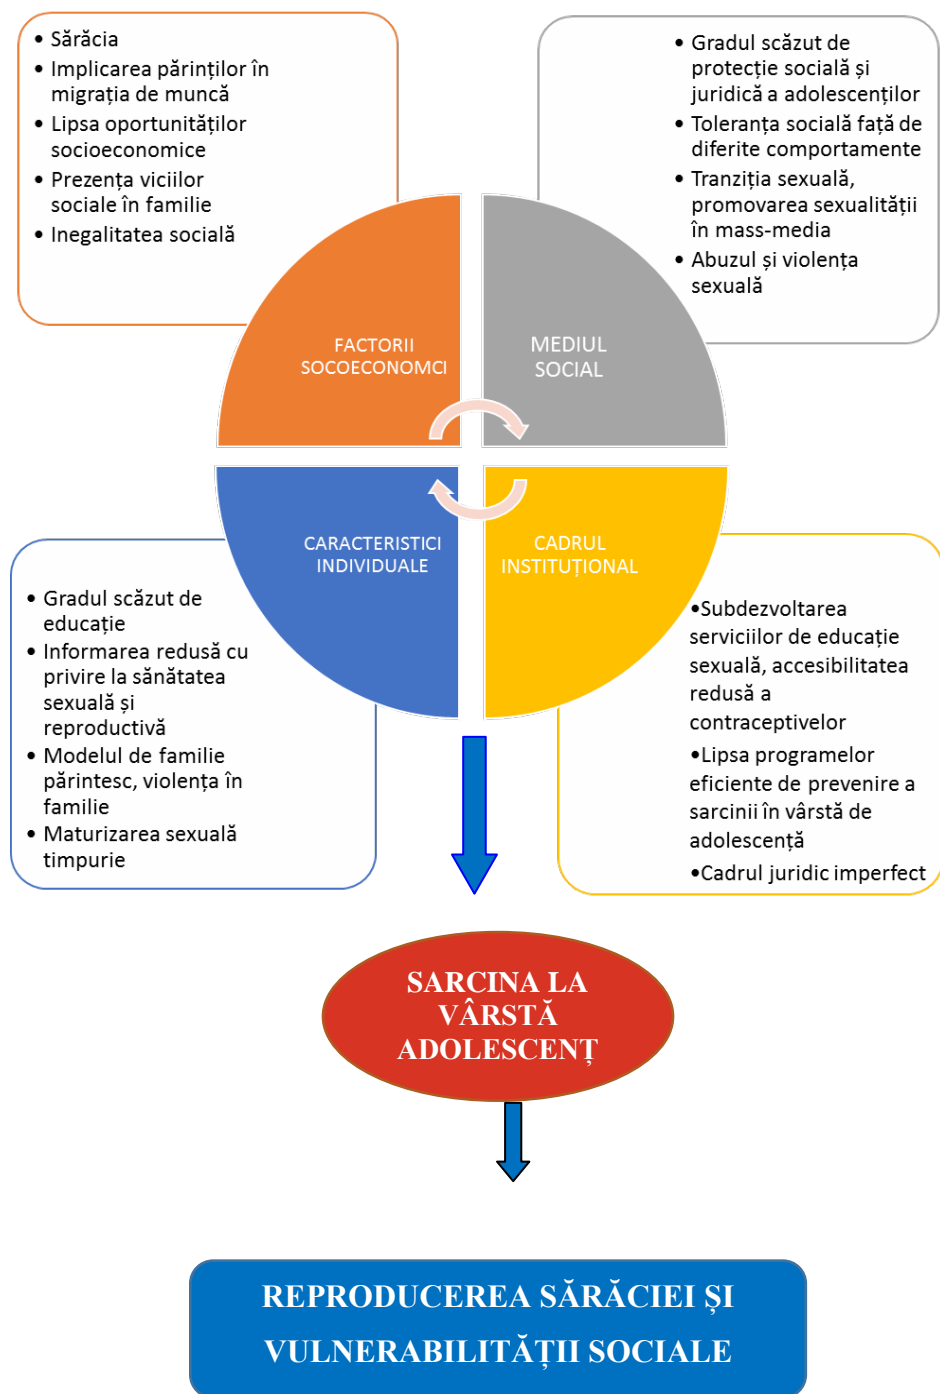 • Sărăcia
• Implicarea părinților în
migrația de muncă
• Lipsa oportunităților
socioeconomice
• Prezența viciilor
sociale în familie
• Inegalitatea socială
• Gradul scăzut de
protecție socială și
juridică a adolescenților
• Toleranța socială față de
diferite comportamente
• Tranziția sexuală,
promovarea sexualității
în mass-media
• Abuzul și violența
sexuală
FACTORII
SOCOECONOMCI
MEDIUL
SOCIAL
CARACTERISTICI
INDIVIDUALE
CADRUL
INSTITUȚIONAL
• Gradul scăzut de
educație
• Informarea redusă cu
privire la sănătatea
sexuală și
reproductivă
• Modelul de familie
părintesc, violența în
familie
• Maturizarea sexuală
timpurie
•Subdezvoltarea
serviciilor de educație
sexuală, accesibilitatea
redusă a
contraceptivelor
•Lipsa programelor
eficiente de prevenire a
sarcinii în vârstă de
adolescență
•Cadrul juridic imperfect
SARCINA LA
VÂRSTĂ
ADOLESCENȚ
REPRODUCEREA SĂRĂCIEI ȘI
VULNERABILITĂȚII SOCIALE